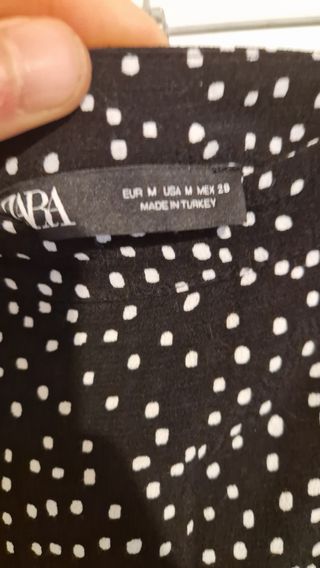 ZARA
EUR M USA M MEX 28
MADE IN TURKEY